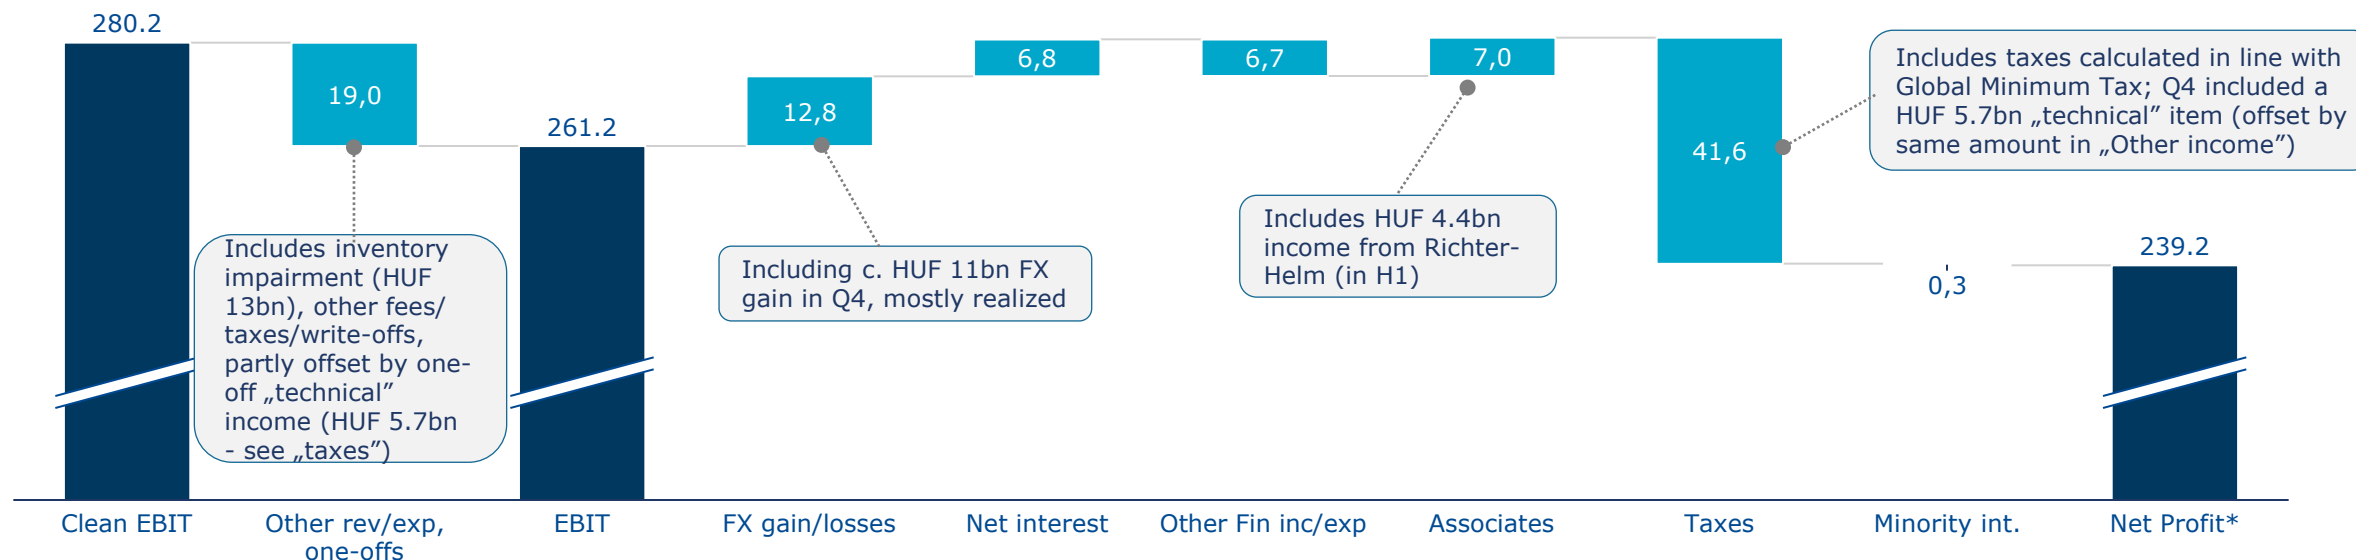 280.2
19,0
261.2
12,8
6,8
6,7
7,0
41,6
0,3
239.2
Includes inventory
impairment (HUF
13bn), other fees/
taxes/write-offs,
partly offset by one-
off „technical”
income (HUF 5.7bn
- see „taxes”)
Including c. HUF 11bn FX
gain in Q4, mostly realized
Includes HUF 4.4bn
income from Richter-
Helm (in H1)
Includes taxes calculated in line with
Global Minimum Tax; Q4 included a
HUF 5.7bn „technical” item (offset by
same amount in „Other income”)
Clean EBIT
Other rev/exp,
one-offs
EBIT
FX gain/losses
Net interest
Other Fin inc/exp
Associates
Taxes
Minority int.
Net Profit*